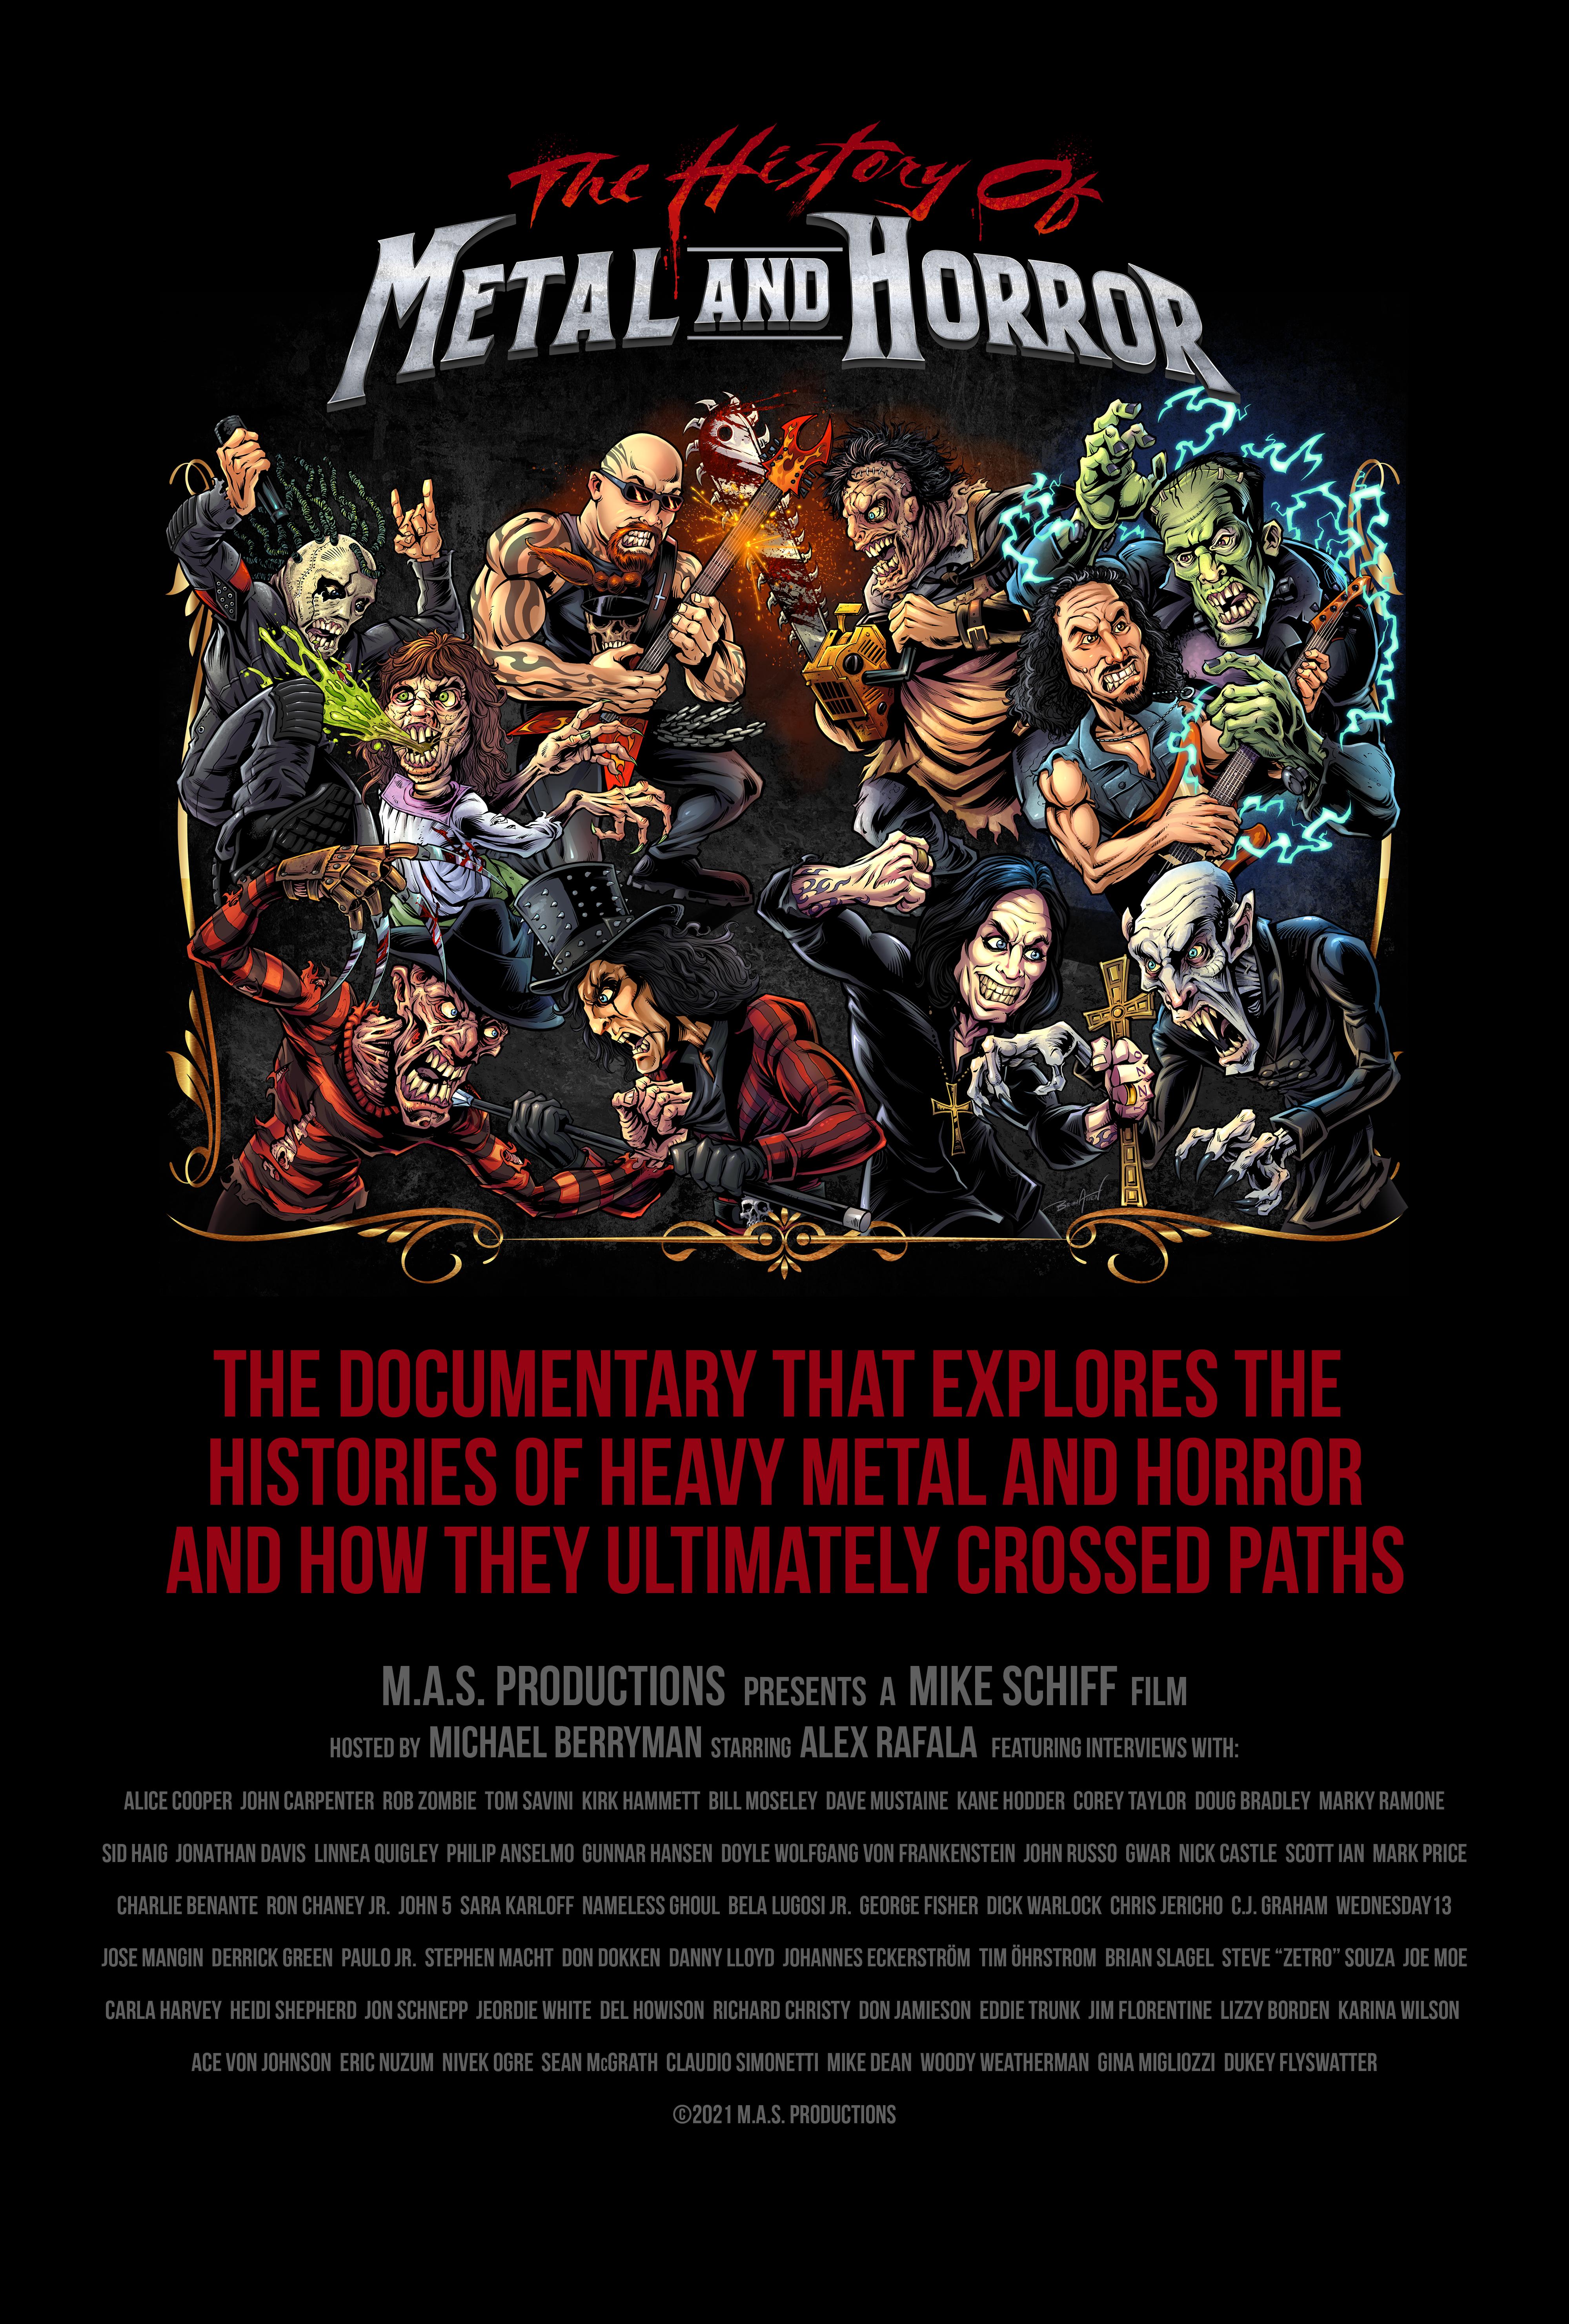 The History Of
METAL AND HORROR
THE DOCUMENTARY THAT EXPLORES THE
HISTORIES OF HEAVY METAL AND HORROR
AND HOW THEY ULTIMATELY CROSSED PATHS
M.A.S. PRODUCTIONS PRESENTS A MIKE SCHIFF FILM
HOSTED BY MICHAEL BERRYMAN STARRING ALEX RAFALA FEATURING INTERVIEWS WITH:
ALICE COOPER JOHN CARPENTER ROB ZOMBIE TOM SAVINI KIRK HAMMETT BILL MOSELEY DAVE MUSTAINE KANE HODDER COREY TAYLOR DOUG BRADLEY MARKY RAMONE
SID HAIG JONATHAN DAVIS LINNEA QUIGLEY PHILIP ANSELMO GUNNAR HANSEN DOYLE WOLFGANG VON FRANKENSTEIN JOHN RUSSO GWAR NICK CASTLE SCOTT IAN MARK PRICE
CHARLIE BENANTE RON CHANEY JR. JOHN 5 SARA KARLOFF NAMELESS GHOUL BELA LUGOSI JR. GEORGE FISHER DICK WARLOCK CHRIS JERICHO C.J. GRAHAM WEDNESDAY13
JOSE MANGIN DERRICK GREEN PAULO JR. STEPHEN MACHT DON DOKKEN DANNY LLOYD JOHANNES ECKERSTRÖM TIM ÖHRSTROM BRIAN SLAGEL STEVE “ZETRO” SOUZA JOE MOE
CARLA HARVEY HEIDI SHEPHERD JON SCHNEPP JEORDIE WHITE DEL HOWISON RICHARD CHRISTY DON JAMIESON EDDIE TRUNK JIM FLORENTINE LIZZY BORDEN KARINA WILSON
ACE VON JOHNSON ERIC NUZUM NIVEK OGRE SEAN McGRATH CLAUDIO SIMONETTI MIKE DEAN WOODY WEATHERMAN GINA MIGLIOZZI DUKEY FLYSWATTER
©2021 M.A.S. PRODUCTIONS